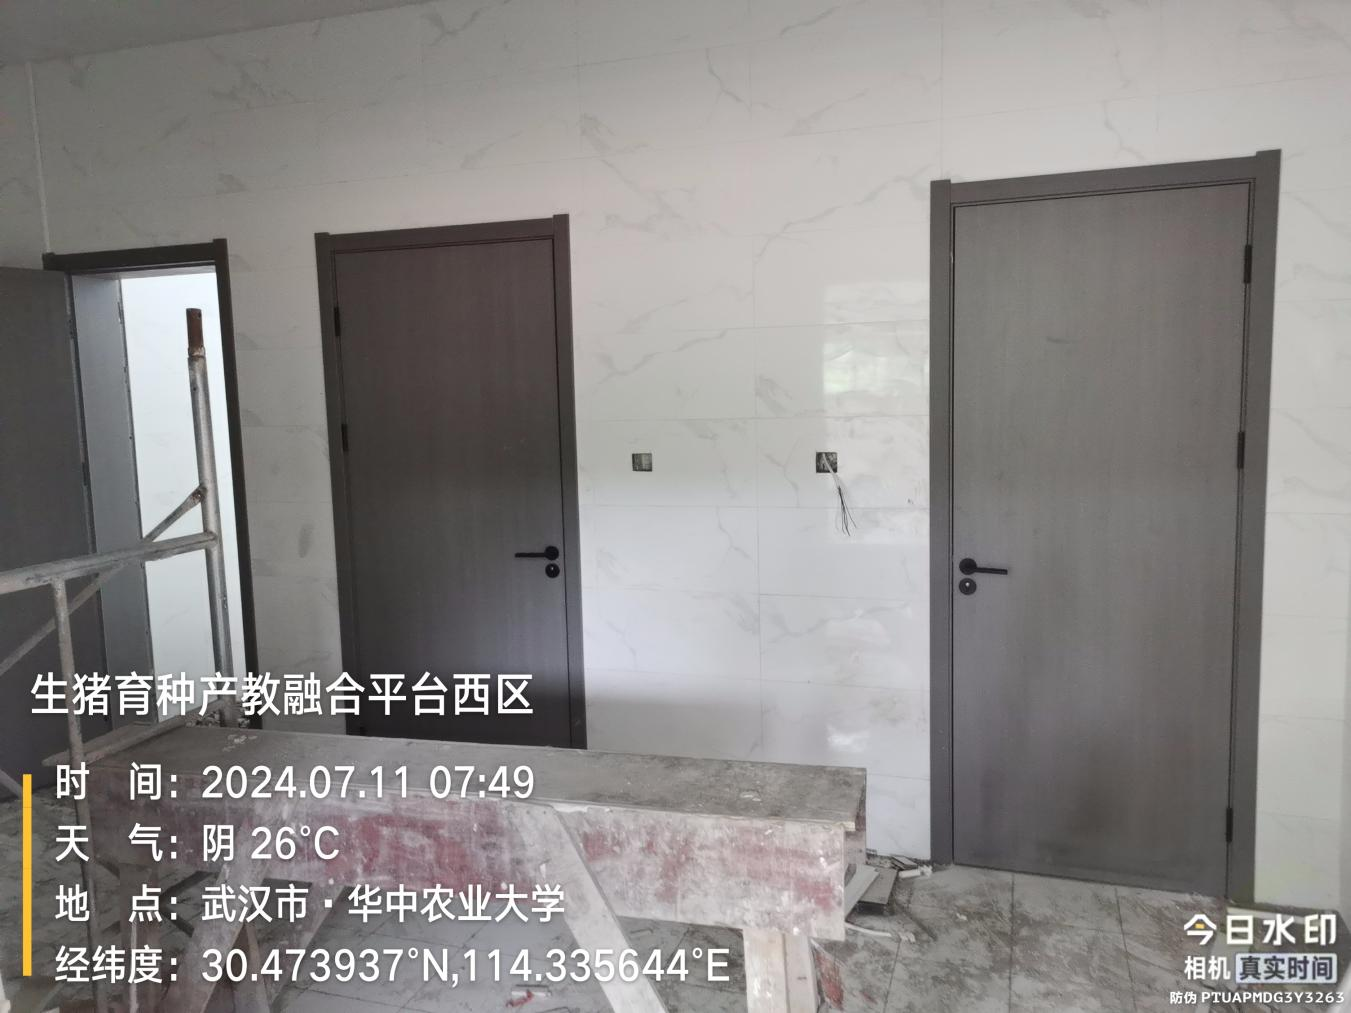 生猪育种产教融合平台西区
时 间：2024.07.11 07:49
天 气：阴 26°C
地 点：武汉市·华中农业大学
经纬度：30.473937°N,114.335644°E
今日水印
相机 真实时间
防伪 PTUAPMDG3Y3263